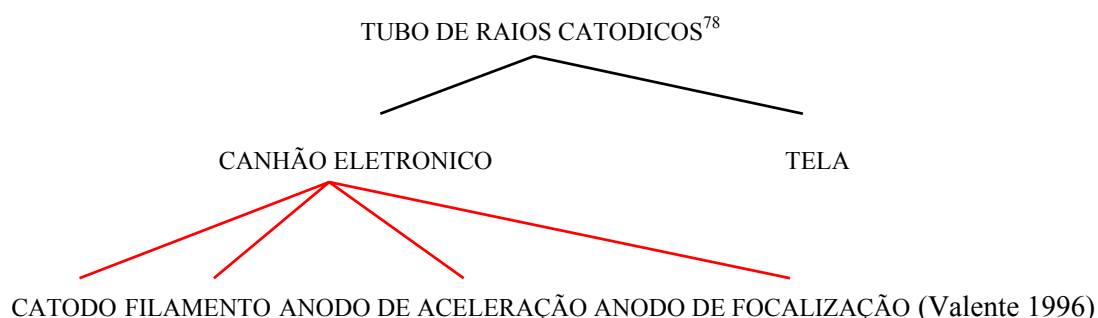 TUBO DE RAIOS CATODICOS78
CANHÃO ELETRONICO TELA
CATODO FILAMENTO ANODO DE ACELERAÇÃO ANODO DE FOCALIZAÇÃO (Valente 1996)